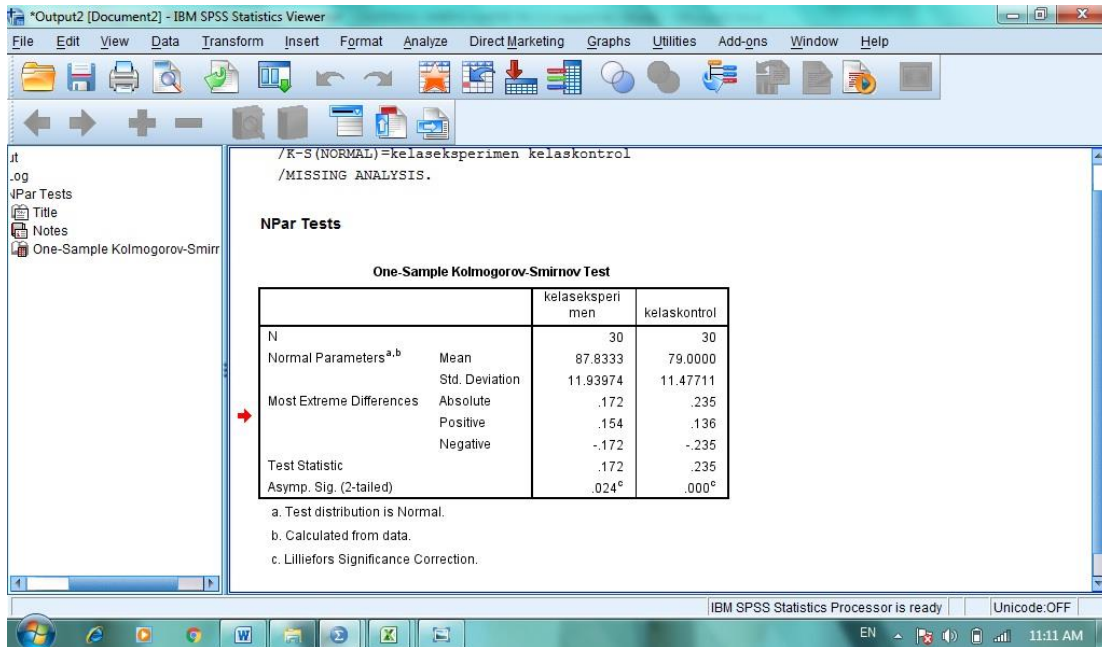 *Output2 [Document2] - IBM SPSS Statistics Viewer
File Edit View Data Transform Insert Format Analyze Direct Marketing Graphs Utilities Add-ons Window Help
ut
Log
NPar Tests
Title
Notes
One-Sample Kolmogorov-Smirr
/K-S(NORMAL)=kelaseksperimen kelaskontrol
/MISSING ANALYSIS.
NPar Tests
One-Sample Kolmogorov-Smirnov Test
kelaseksperi
men kelaskontrol
N 30 30
Normal Parametersa,b Mean 87.8333 79.0000
Std. Deviation 11.93974 11.47711
Most Extreme Differences Absolute .172 .235
Positive .154 .136
Negative -.172 -.235
Test Statistic .172 .235
Asymp. Sig. (2-tailed) .024c .000c
a. Test distribution is Normal.
b. Calculated from data.
c. Lilliefors Significance Correction.
IBM SPSS Statistics Processor is ready Unicode:OFF
EN 11:11 AM